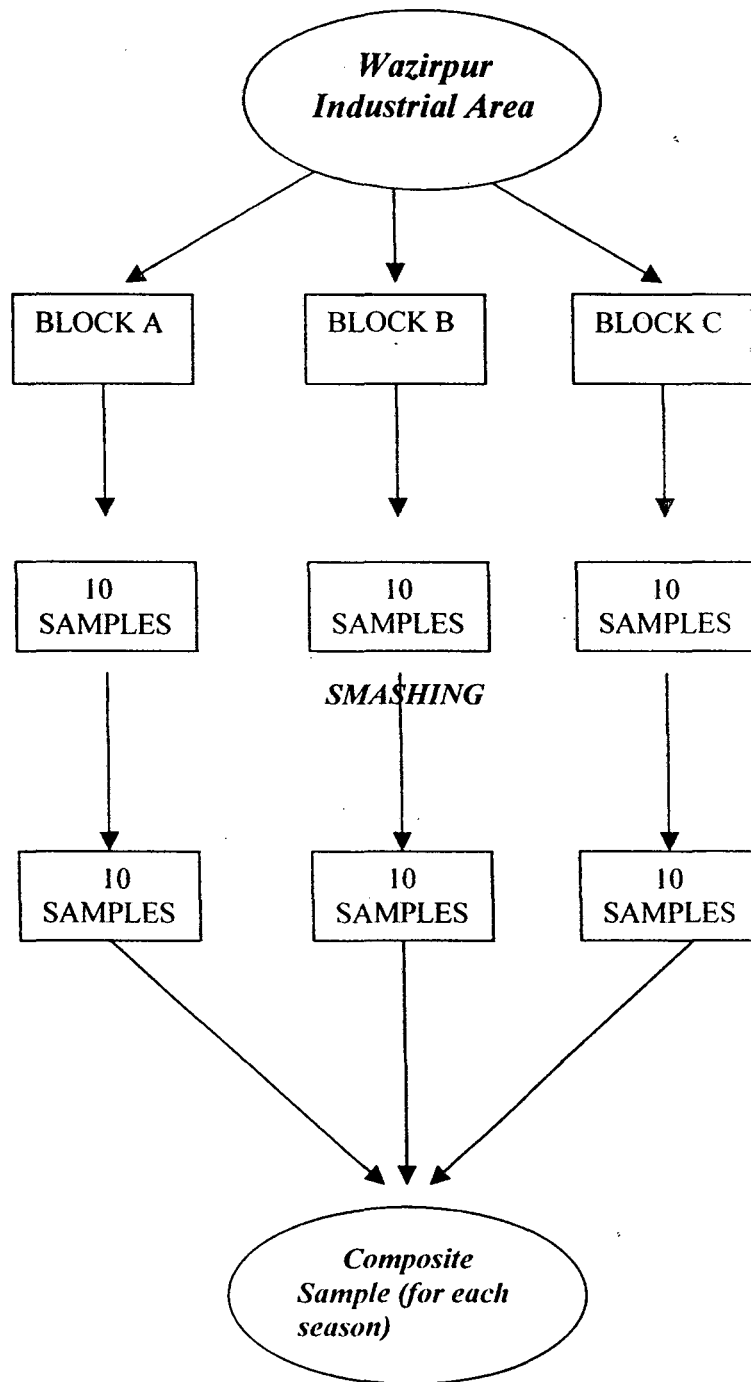 Wazirpur
Industrial Area
BLOCK A
BLOCK B
BLOCK C
10
SAMPLES
10
SAMPLES
10
SAMPLES
SMASHING
10
SAMPLES
10
SAMPLES
10
SAMPLES
Composite
Sample (for each
season)